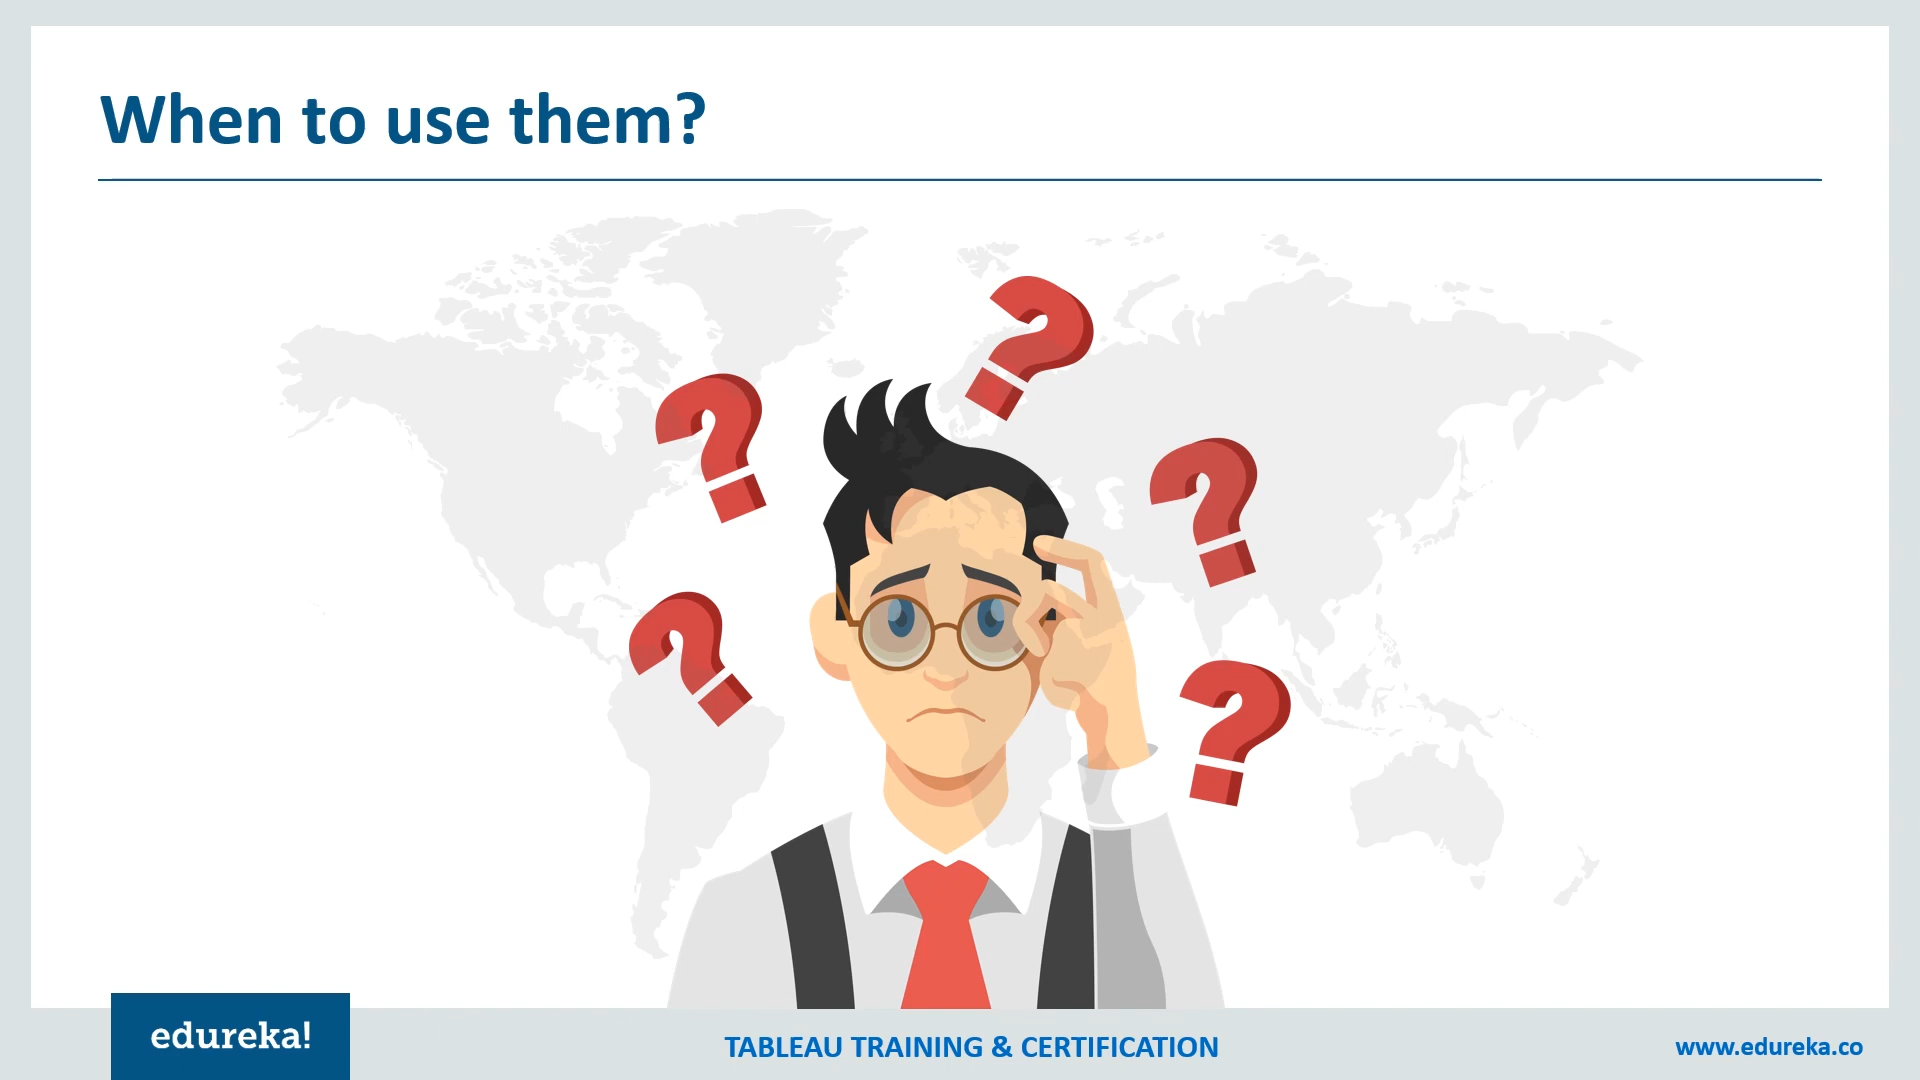 When to use them?
edureka!
TABLEAU TRAINING & CERTIFICATION
www.edureka.co